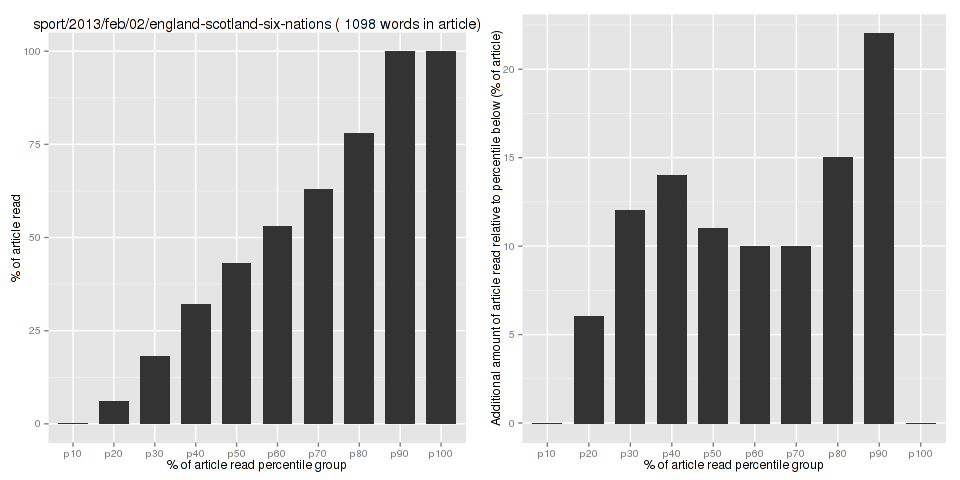 sport/2013/feb/02/england-scotland-six-nations ( 1098 words in article)
% of article read
100
75
50
25
0
p10 p20 p30 p40 p50 p60 p70 p80 p90 p100
% of article read percentile group
Additional amount of article read relative to percentile below (% of article)
20
15
10
5
0
p10 p20 p30 p40 p50 p60 p70 p80 p90 p100
% of article read percentile group